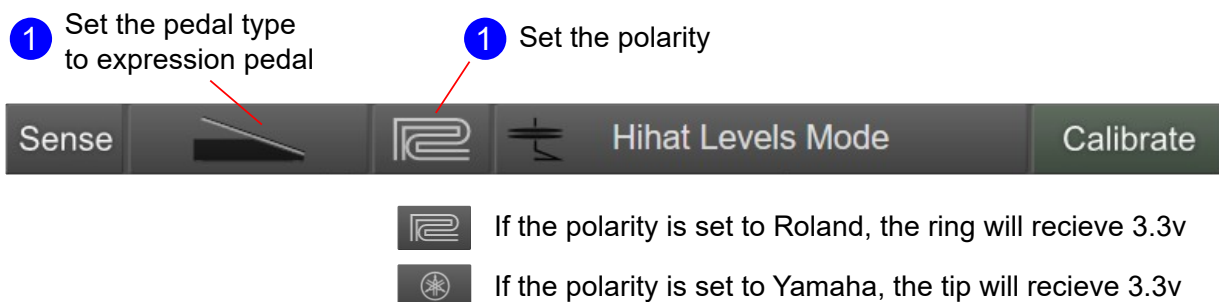 1 Set the pedal type
to expression pedal
1 Set the polarity
Sense Hihat Levels Mode Calibrate
If the polarity is set to Roland, the ring will recieve 3.3v
If the polarity is set to Yamaha, the tip will recieve 3.3v